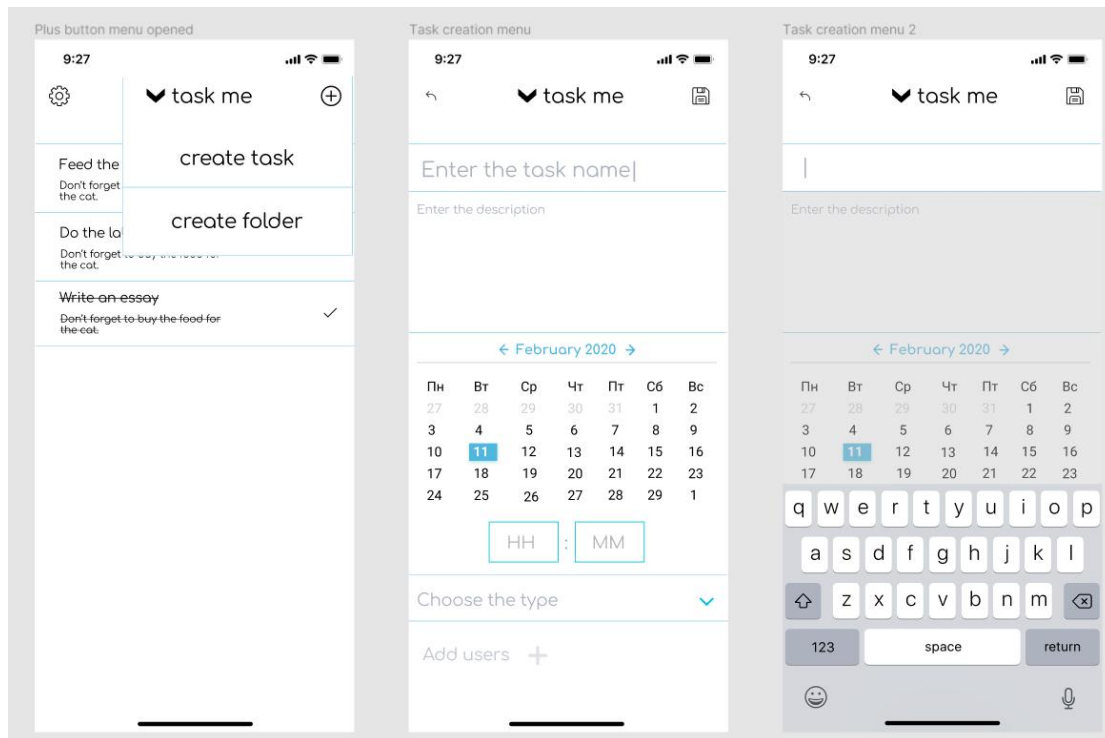 Plus button menu opened
9:27
task me
create task
create folder
Feed the
Don't forget
the cat.
Do the la
Don't forget to buy the food for
the cat.
Write an essay
Don't forget to buy the food for
the cat.
Task creation menu
9:27
task me
Enter the task name|
Enter the description
← February 2020 →
Пн Вт Ср Чт Пт Сб Вс
27 28 29 30 31 1 2
3 4 5 6 7 8 9
10 11 12 13 14 15 16
17 18 19 20 21 22 23
24 25 26 27 28 29 1
HH : MM
Choose the type
Add users +
Task creation menu 2
9:27
task me
Enter the description
← February 2020 →
Пн Вт Ср Чт Пт Сб Вс
27 28 29 30 31 1 2
3 4 5 6 7 8 9
10 11 12 13 14 15 16
17 18 19 20 21 22 23
q w e r t y u i o p
a s d f g h j k l
z x c v b n m
123 space return